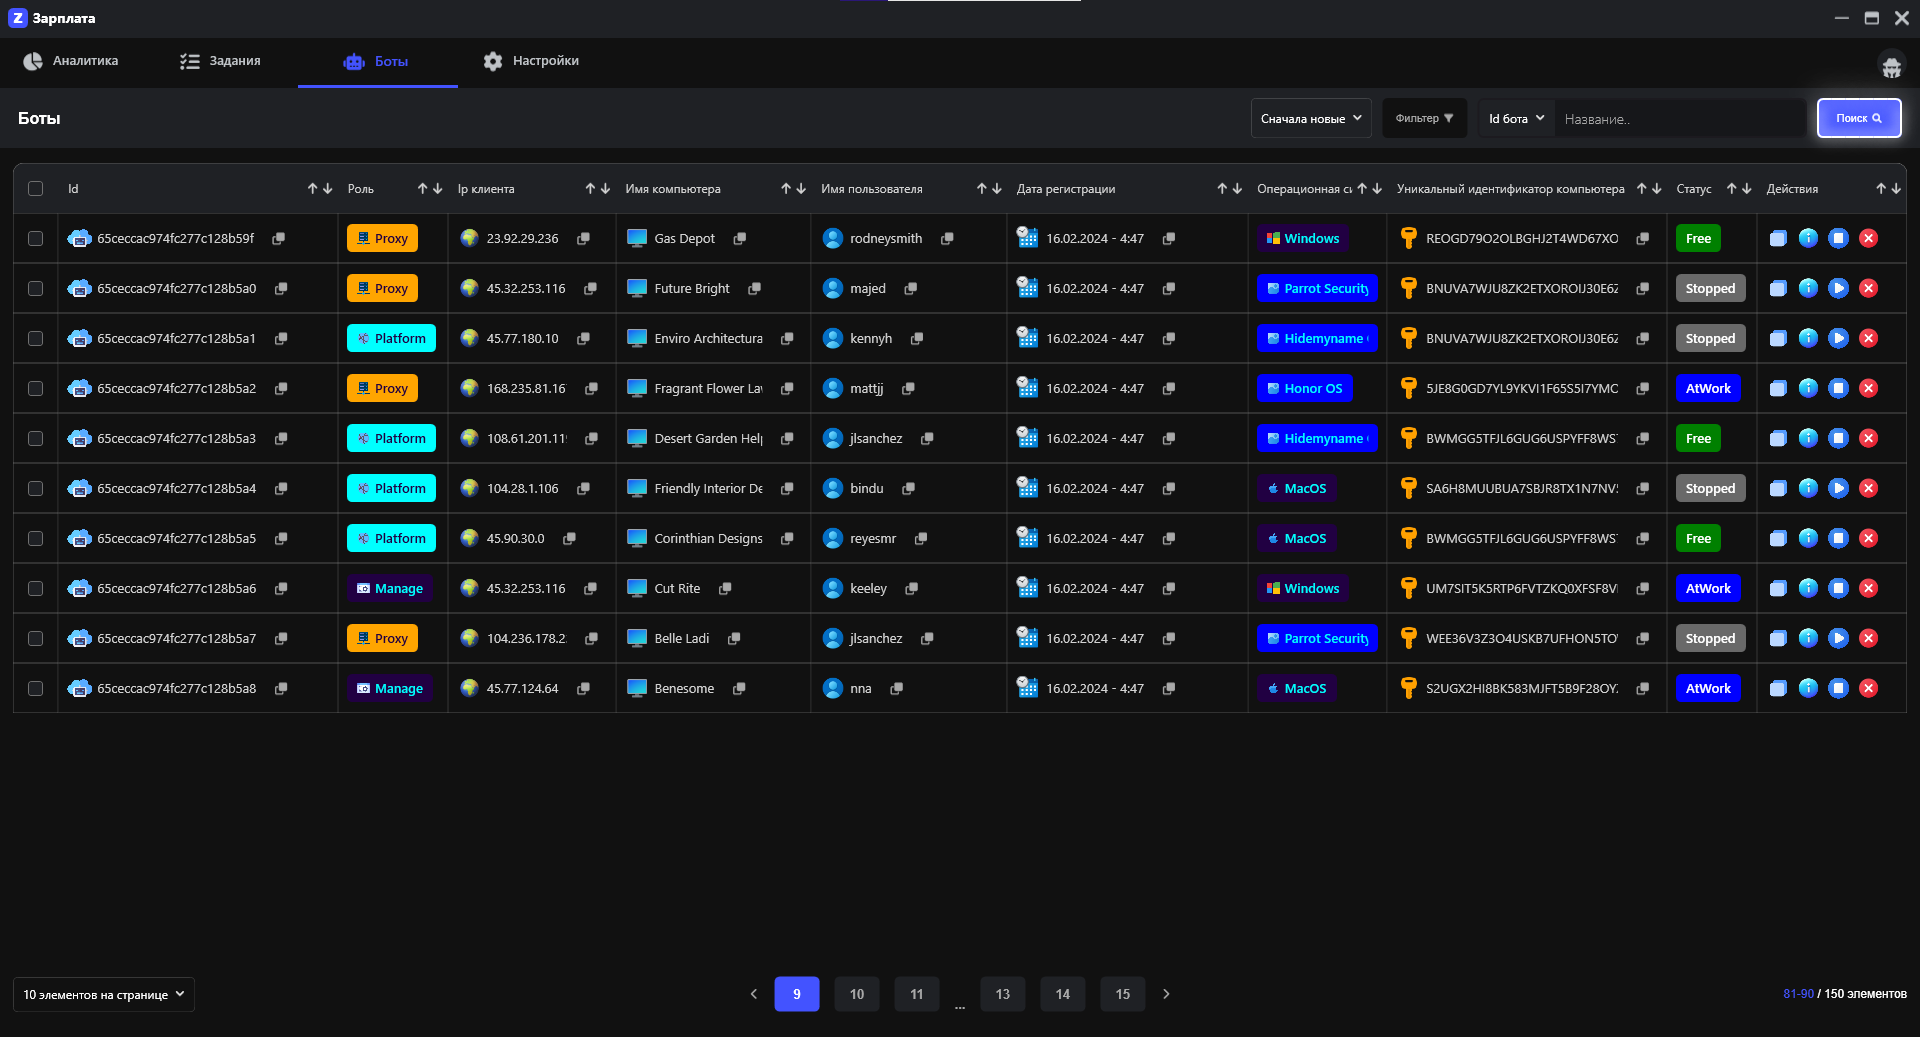 Зарплата
Аналитика Задания Боты Настройки
Боты Сначала новые Фильтр Id бота Название.. Поиск
Id Роль Ip клиента Имя компьютера Имя пользователя Дата регистрации Операционная си Уникальный идентификатор компьютера Статус Действия
65ceccac974fc277c128b59f Proxy 23.92.29.236 Gas Depot rodneysmith 16.02.2024 - 4:47 Windows REOGD79O2OLBGHJ2T4WD67XO Free
65ceccac974fc277c128b5a0 Proxy 45.32.253.116 Future Bright majed 16.02.2024 - 4:47 Parrot Security BNUVA7WJU8ZK2ETXOROIJ30E6Z Stopped
65ceccac974fc277c128b5a1 Platform 45.77.180.10 Enviro Architectura kennyh 16.02.2024 - 4:47 Hidemyname BNUVA7WJU8ZK2ETXOROIJ30E6Z Stopped
65ceccac974fc277c128b5a2 Proxy 168.235.81.16 Fragrant Flower La mattjj 16.02.2024 - 4:47 Honor OS 5JE8G0GD7YL9YKVI1F65S5I7YMC AtWork
65ceccac974fc277c128b5a3 Platform 108.61.201.11 Desert Garden Help jlsanchez 16.02.2024 - 4:47 Hidemyname BWMGG5TFJL6GUG6USPYFF8WS Free
65ceccac974fc277c128b5a4 Platform 104.28.1.106 Friendly Interior De bindu 16.02.2024 - 4:47 MacOS SA6H8MUUBUA7SBJR8TX1N7NV Stopped
65ceccac974fc277c128b5a5 Platform 45.90.30.0 Corinthian Designs reyesmr 16.02.2024 - 4:47 MacOS BWMGG5TFJL6GUG6USPYFF8WS Free
65ceccac974fc277c128b5a6 Manage 45.32.253.116 Cut Rite keeley 16.02.2024 - 4:47 Windows UM7SIT5K5RTP6FVTZKQ0XFSF8V AtWork
65ceccac974fc277c128b5a7 Proxy 104.236.178.2 Belle Ladi jlsanchez 16.02.2024 - 4:47 Parrot Security WEE36V3Z3O4USKB7UFHON5TO Stopped
65ceccac974fc277c128b5a8 Manage 45.77.124.64 Benesome nna 16.02.2024 - 4:47 MacOS S2UGX2HI8BK583MJFT5B9F28OY AtWork
10 элементов на странице 9 10 11 ... 13 14 15 81-90 / 150 элементов